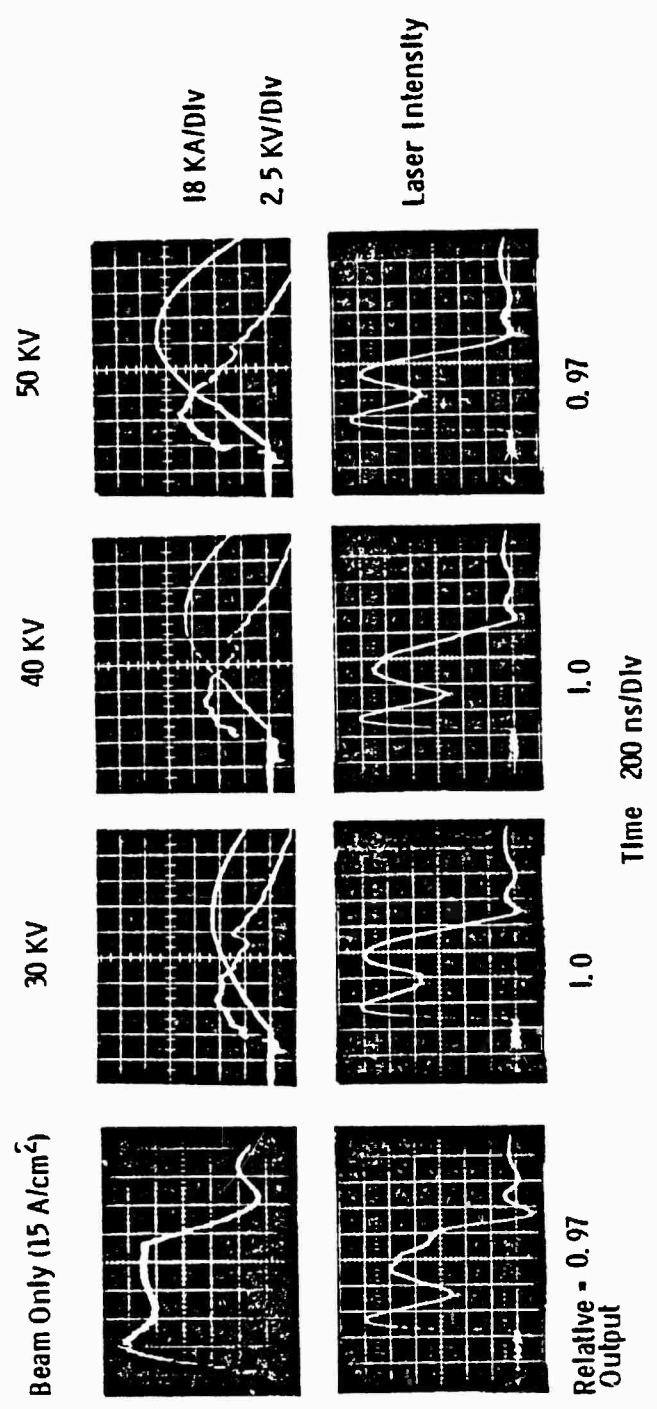 Beam Only (15 A/cm2)
30 KV
40 KV
50 KV
18 KA/Div
2.5 KV/Div
Laser Intensity
Relative = 0.97
Output
1.0
1.0
0.97
Time 200 ns/Div